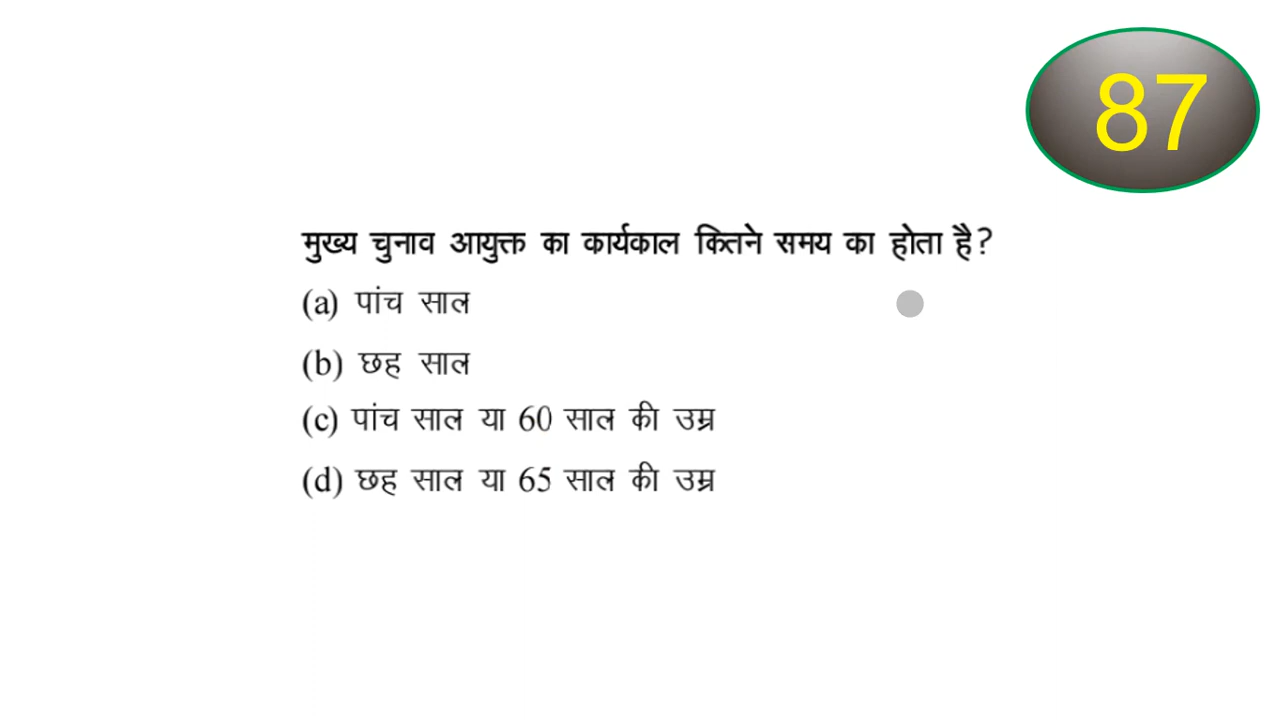 87
मुख्य चुनाव आयुक्त का कार्यकाल कितने समय का होता है?
(a) पांच साल
(b) छह साल
(c) पांच साल या 60 साल की उम्र
(d) छह साल या 65 साल की उम्र